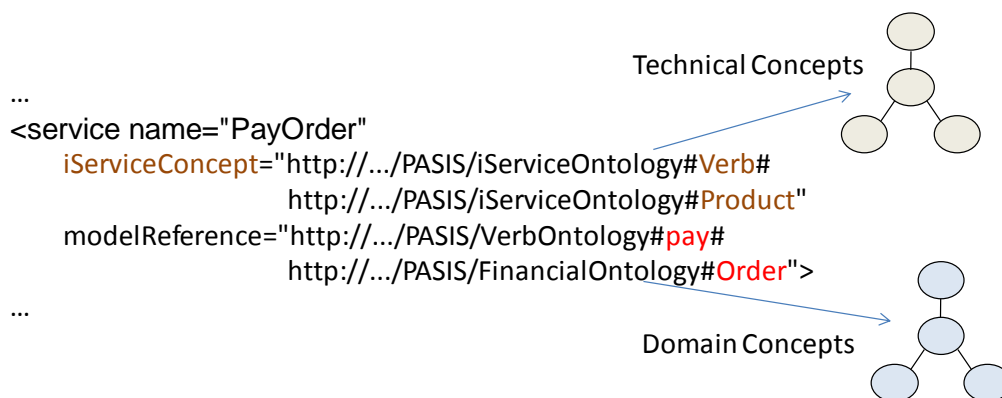 Technical Concepts
...
<service name="PayOrder"
iServiceConcept="http://.../PASIS/iServiceOntology#Verb#
http://.../PASIS/iServiceOntology#Product"
modelReference="http://.../PASIS/VerbOntology#pay#
http://.../PASIS/FinancialOntology#Order">
...
Domain Concepts